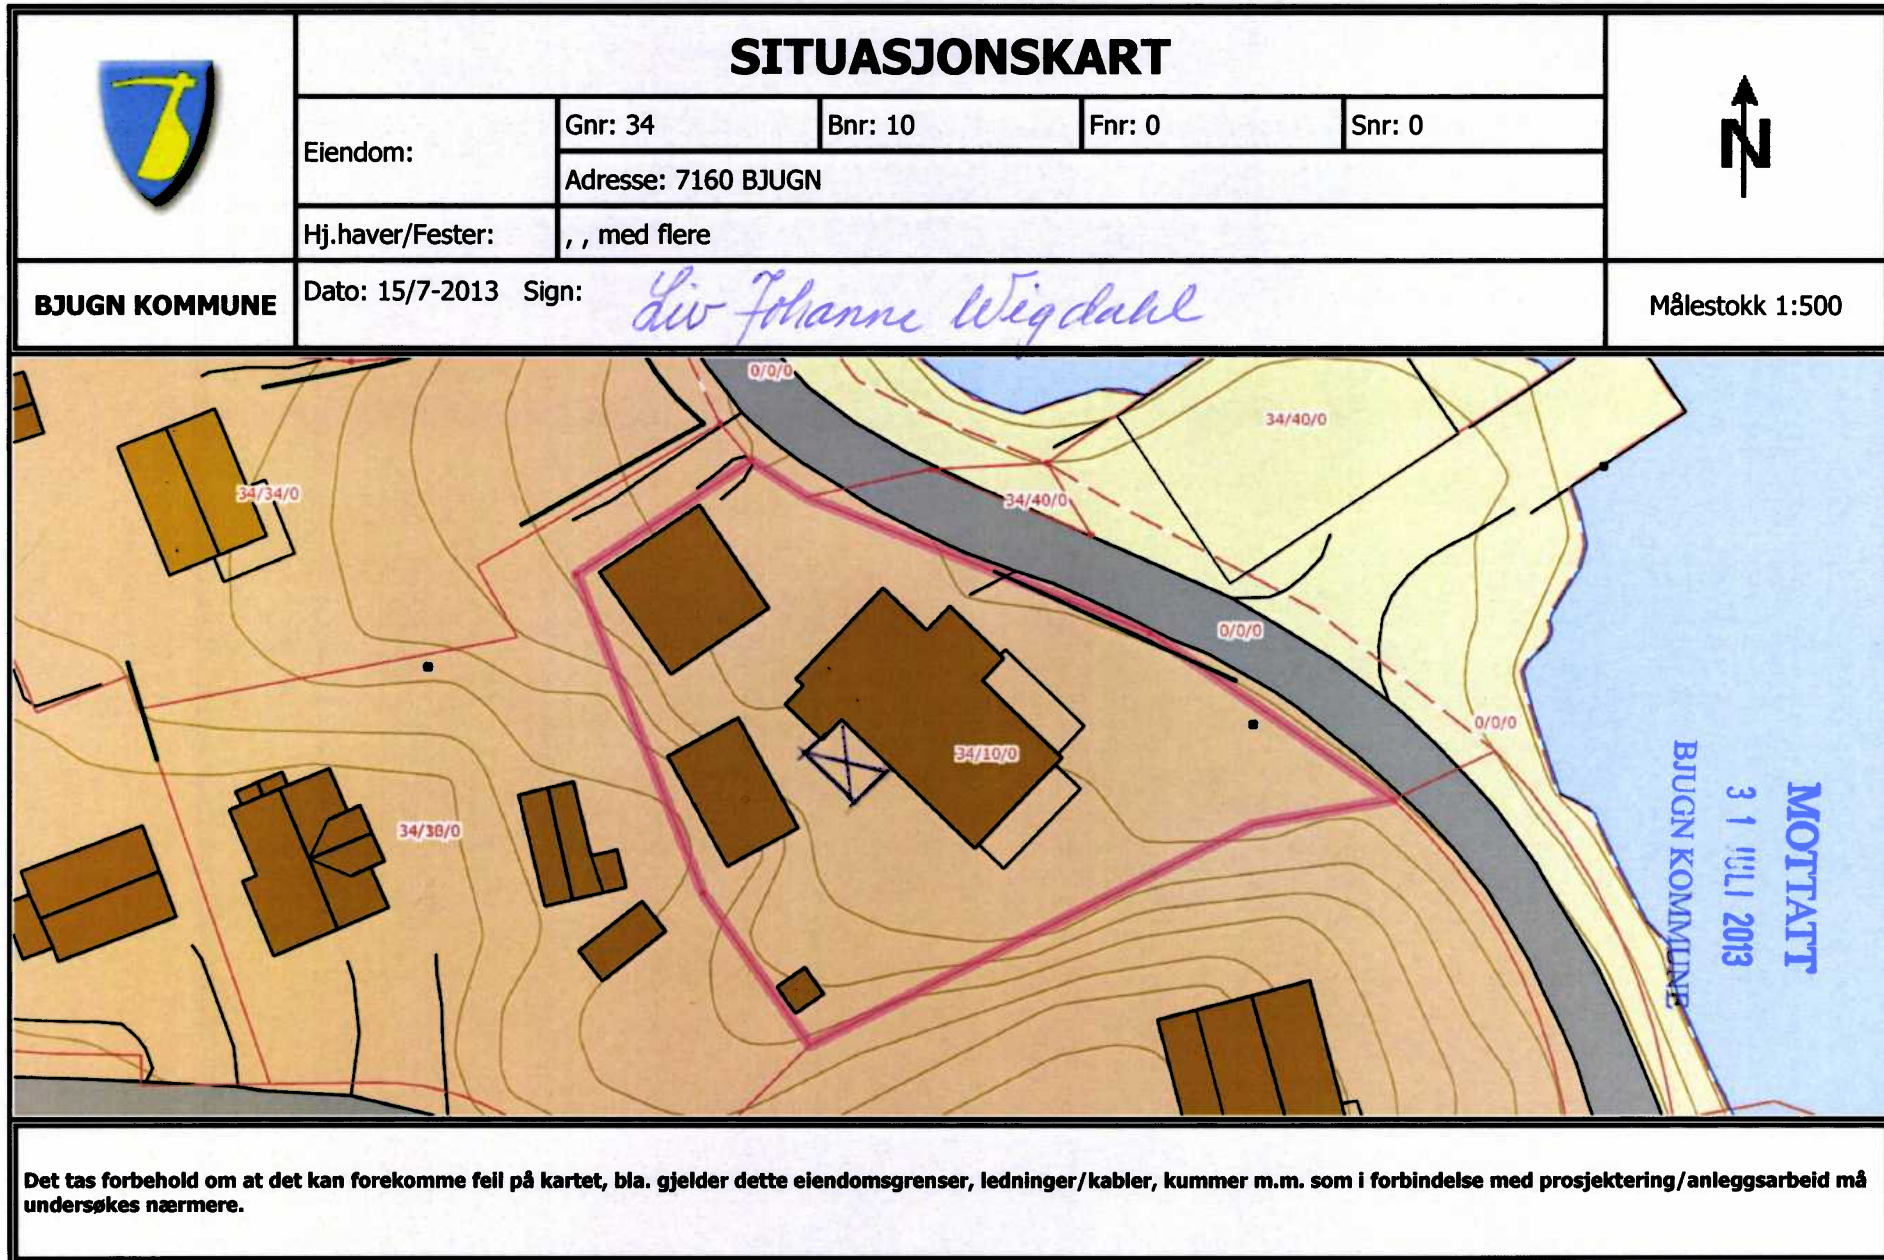 SITUASJONSKART
Eiendom:
Gnr: 34
Bnr: 10
Fnr: 0
Snr: 0
Adresse: 7160 BJUGN
Hj.haver/Fester:
, , med flere
N
BJUGN KOMMUNE
Dato: 15/7-2013 Sign: Liv Johanne Wigdahl
Målestokk 1:500
0/0/0
34/40/0
34/34/0
34/40/0
0/0/0
0/0/0
34/10/0
34/38/0
MOTTATT
31 JULI 2013
BJUGN KOMMUNE
Det tas forbehold om at det kan forekomme feil på kartet, bla. gjelder dette eiendomsgrenser, ledninger/kabler, kummer m.m. som i forbindelse med prosjektering/anleggsarbeid må
undersøkes nærmere.